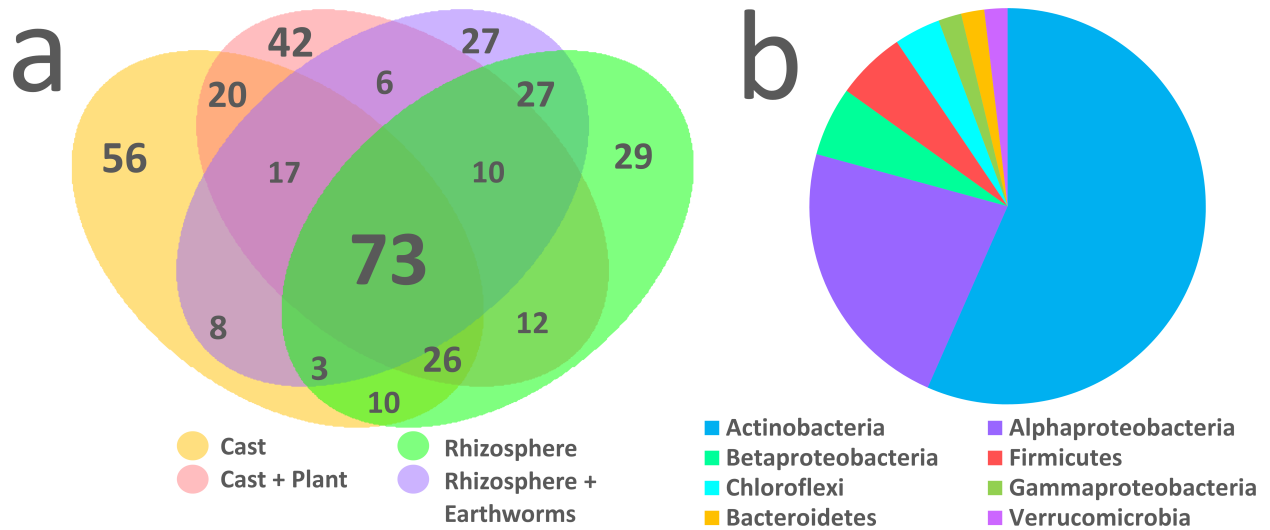 a
42
27
20
6
27
56
29
17
10
73
8
12
3
26
10
Cast
Rhizosphere
Cast + Plant
Rhizosphere +
Earthworms
b
Actinobacteria
Alphaproteobacteria
Betaproteobacteria
Firmicutes
Chloroflexi
Gammaproteobacteria
Bacteroidetes
Verrucomicrobia